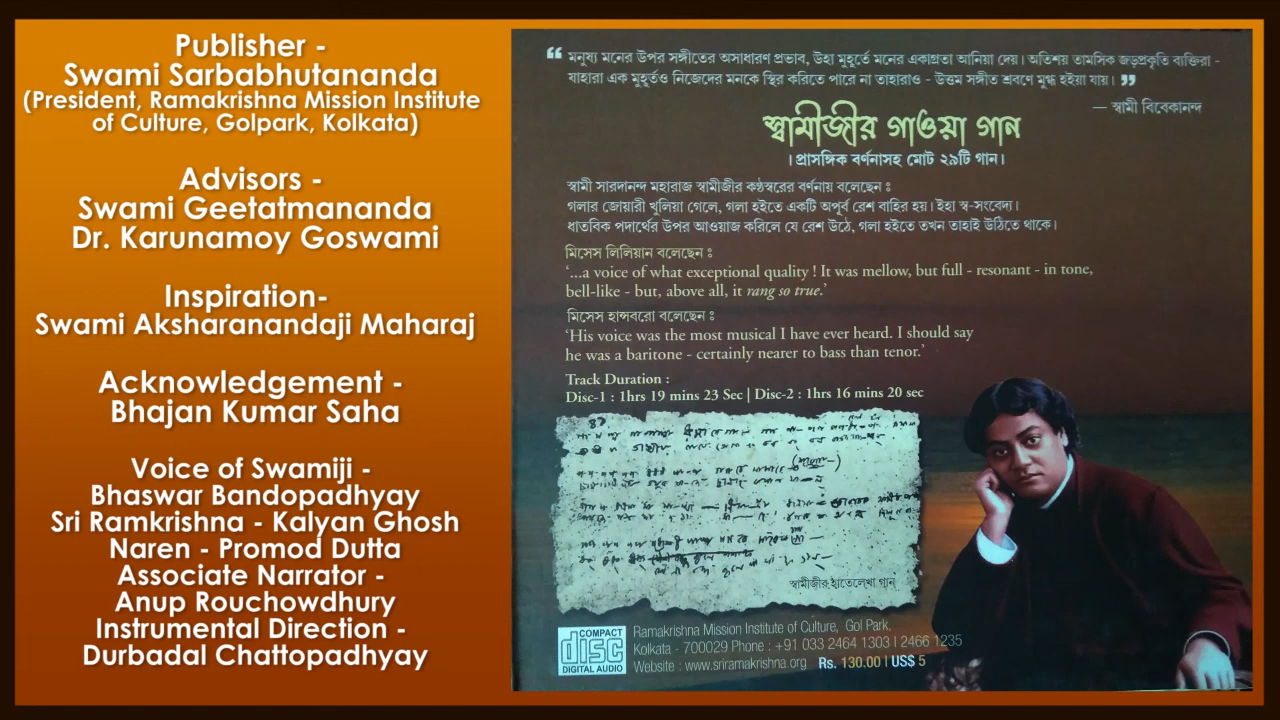 Publisher -
Swami Sarbabhutananda
(President, Ramakrishna Mission Institute
of Culture, Golpark, Kolkata)
Advisors -
Swami Geetatmananda
Dr. Karunamoy Goswami
Inspiration-
Swami Aksharanandaji Maharaj
Acknowledgement -
Bhajan Kumar Saha
Voice of Swamiji -
Bhaswar Bandopadhyay
Sri Ramkrishna - Kalyan Ghosh
Naren - Promod Dutta
Associate Narrator -
Anup Rouchowdhury
Instrumental Direction -
Durbadal Chattopadhyay
“ মনুষ্য মনের উপর সঙ্গীতের অসাধারণ প্রভাব, উহা মুহূর্তে মনের একাগ্রতা আনিয়া দেয়। অতিশয় তামসিক জড়প্রকৃতি ব্যক্তিরা -
যাহারা এক মুহূর্তও নিজেদের মনকে স্থির করিতে পারে না তাহারাও - উত্তম সঙ্গীত শ্রবণে মুগ্ধ হইয়া যায়। ”
— স্বামী বিবেকানন্দ
স্বামীজীর গাওয়া গান
। প্রাসঙ্গিক বর্ণনাসহ মোট ২৯টি গান।
স্বামী সারদানন্দ মহারাজ স্বামীজীর কণ্ঠস্বরের বর্ণনায় বলেছেন ঃ
গলার জোয়ারী খুলিয়া গেলে, গলা হইতে একটি অপূর্ব রেশ বাহির হয়। ইহা স্ব-সংবেদ্য।
ধাতবিক পদার্থের উপর আওয়াজ করিলে যে রেশ উঠে, গলা হইতে তখন তাহাই উঠিতে থাকে।
মিসেস লিলিয়ান বলেছেন ঃ
‘...a voice of what exceptional quality ! It was mellow, but full - resonant - in tone,
bell-like - but, above all, it rang so true.’
মিসেস হান্সবরো বলেছেন ঃ
‘His voice was the most musical I have ever heard. I should say
he was a baritone - certainly nearer to bass than tenor.’
Track Duration :
Disc-1 : 1hrs 19 mins 23 Sec | Disc-2 : 1hrs 16 mins 20 sec
স্বামীজীর হাতেলেখা গান
COMPACT
disc
DIGITAL AUDIO
Ramakrishna Mission Institute of Culture, Gol Park,
Kolkata - 700029 Phone : +91 033 2464 1303 | 2466 1235
Website : www.sriramakrishna.org Rs. 130.00 | US$ 5